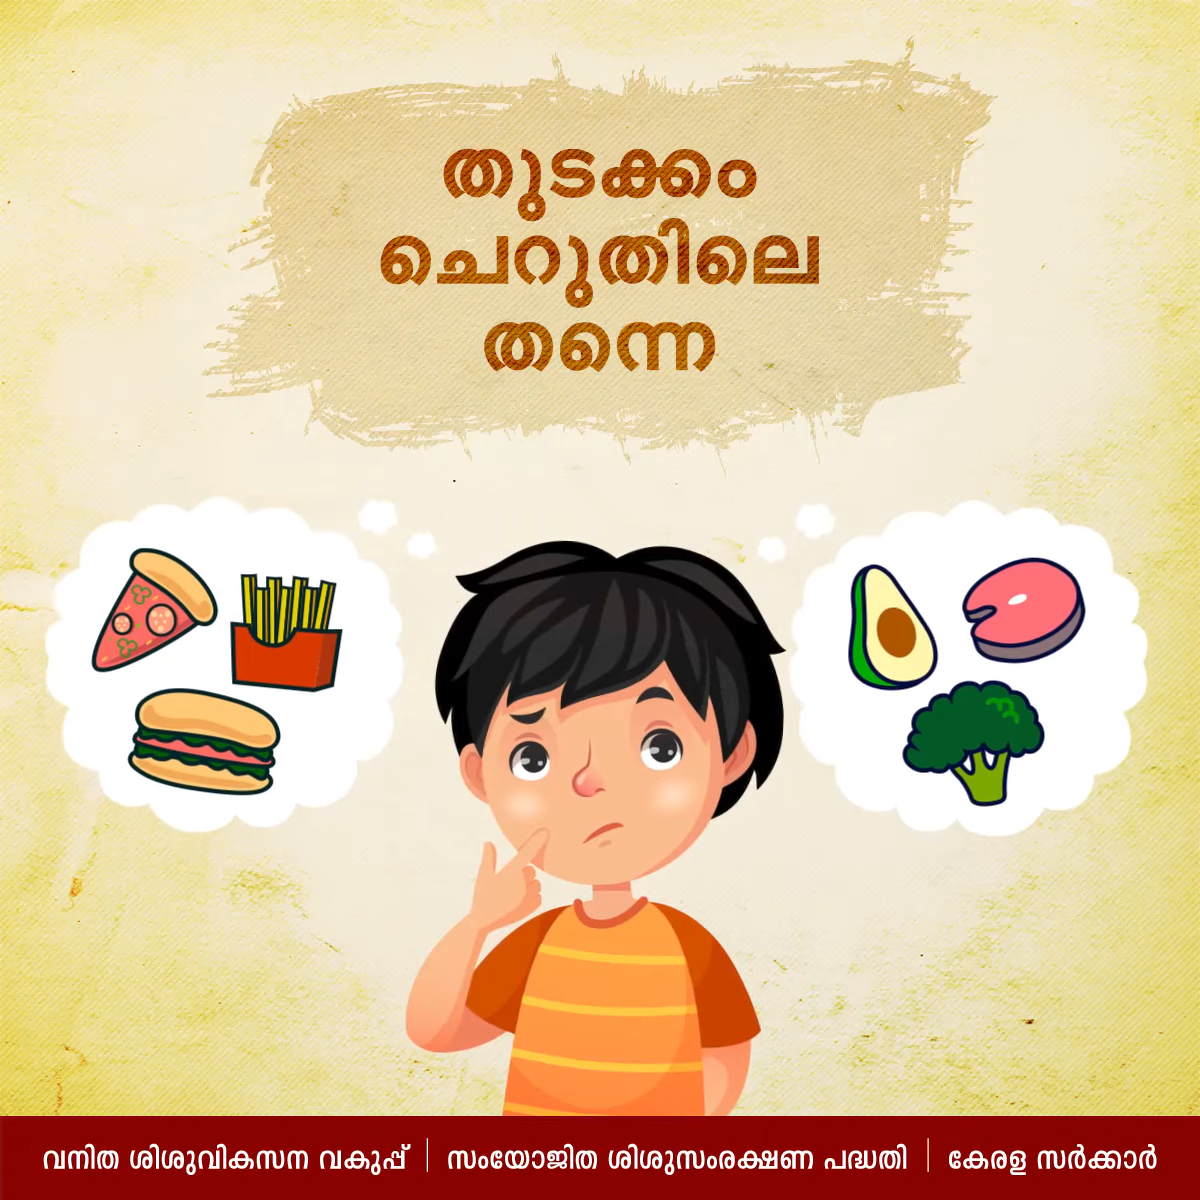 തുടക്കം
ചെറുതിലെ
തന്നെ
വനിത ശിശുവികസന വകുപ്പ് | സംയോജിത ശിശുസംരക്ഷണ പദ്ധതി | കേരള സർക്കാർ